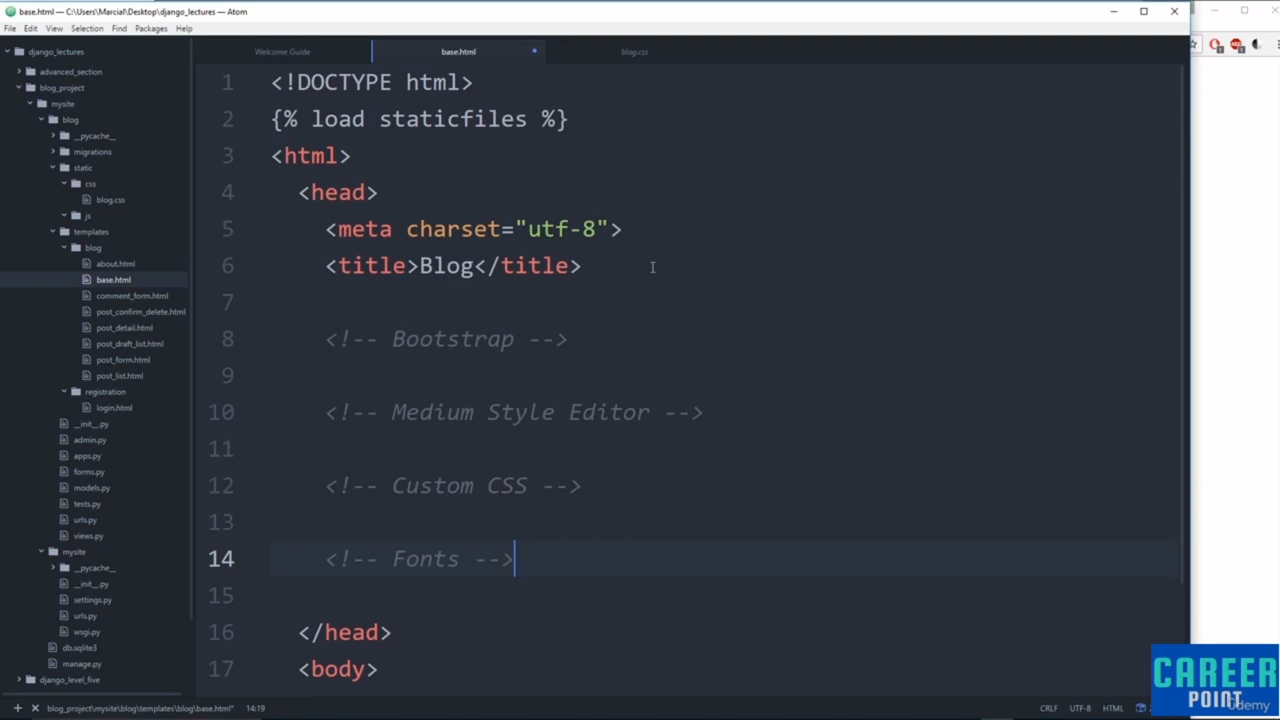 base.html — C:\Users\Marcial\Desktop\django_lectures — Atom
File Edit View Selection Find Packages Help
django_lectures
advanced_section
blog_project
mysite
blog
__pycache__
migrations
static
css
blog.css
js
templates
blog
about.html
base.html
comment_form.html
post_confirm_delete.html
post_detail.html
post_draft_list.html
post_form.html
post_list.html
registration
login.html
__init__.py
admin.py
apps.py
forms.py
models.py
tests.py
urls.py
views.py
mysite
__pycache__
__init__.py
settings.py
urls.py
wsgi.py
db.sqlite3
manage.py
django_level_five
Welcome Guide base.html blog.css
1 <!DOCTYPE html>
2 {% load staticfiles %}
3 <html>
4 <head>
5 <meta charset="utf-8">
6 <title>Blog</title>
7
8 <!-- Bootstrap -->
9
10 <!-- Medium Style Editor -->
11
12 <!-- Custom CSS -->
13
14 <!-- Fonts -->
15
16 </head>
17 <body>
blog_project\mysite\blog\templates\blog\base.html* 14:19 CRLF UTF-8 HTML
CAREER
POINT
Udemy